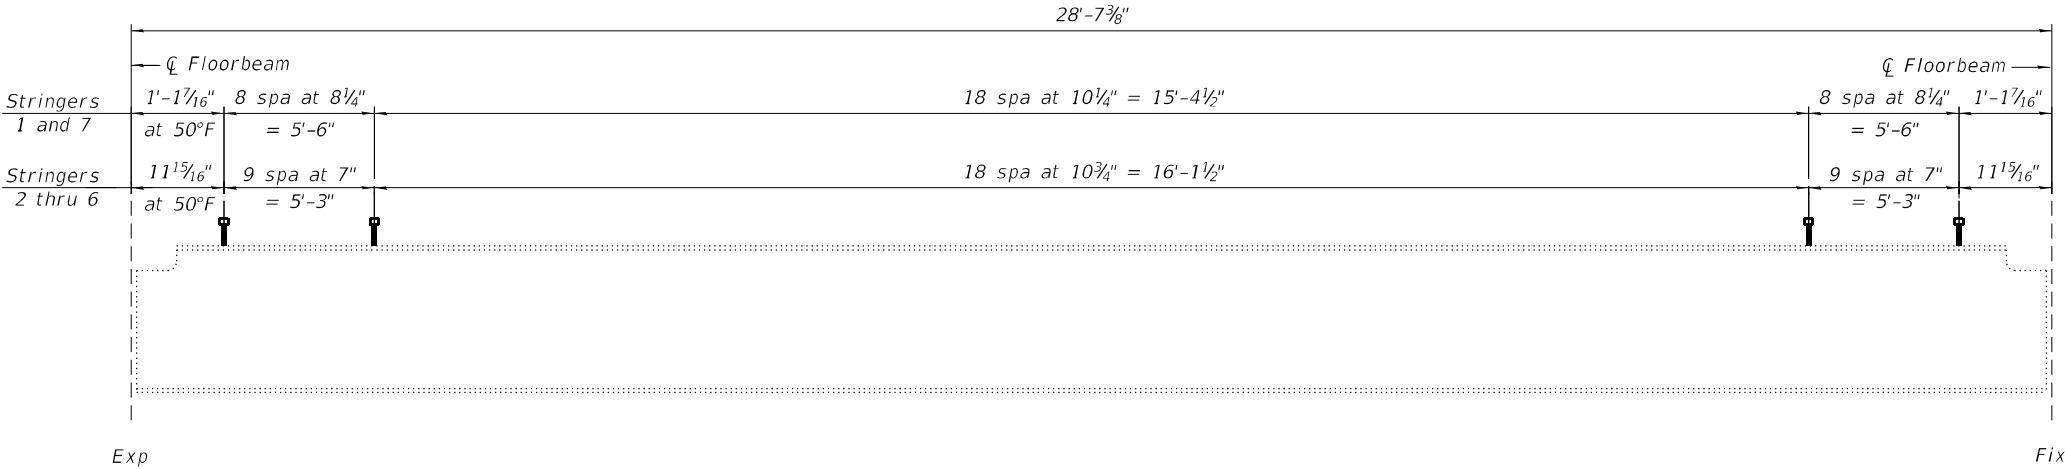 28'-7⅜"
℄ Floorbeam
℄ Floorbeam
Stringers
1 and 7
1'-1⁷⁄₁₆"
at 50°F
8 spa at 8¼"
= 5'-6"
18 spa at 10¼" = 15'-4½"
8 spa at 8¼"
= 5'-6"
1'-1⁷⁄₁₆"
Stringers
2 thru 6
11¹⁵⁄₁₆"
at 50°F
9 spa at 7"
= 5'-3"
18 spa at 10¾" = 16'-1½"
9 spa at 7"
= 5'-3"
11¹⁵⁄₁₆"
Exp
Fix